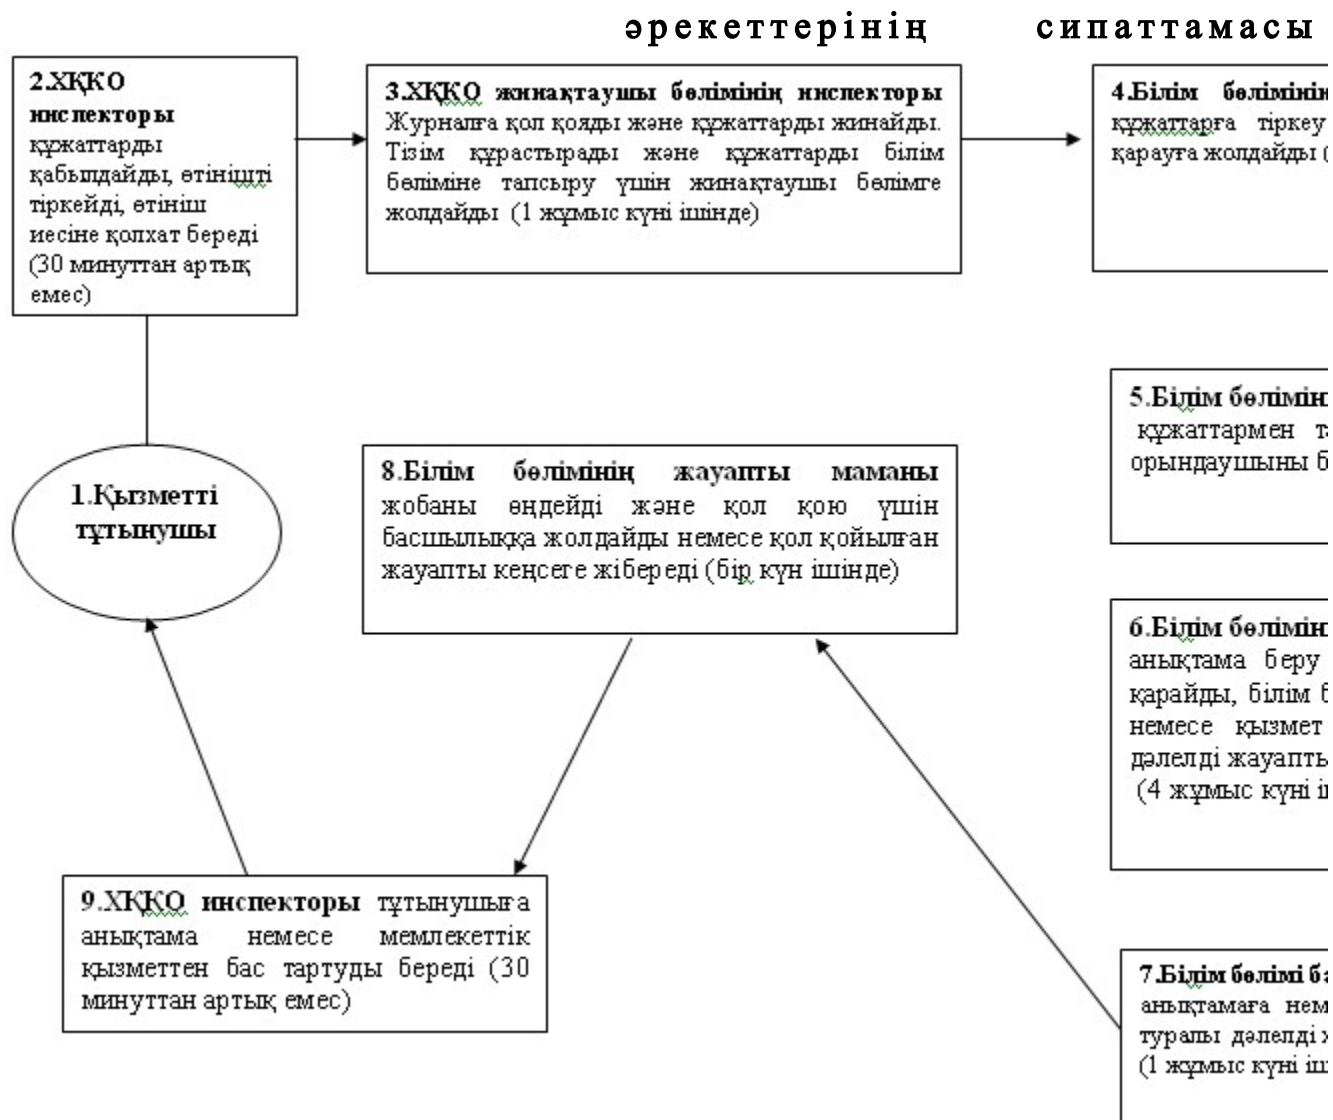 әрекеттерінің сипаттамасы
2.ХҚКО
инспекторы
құжаттарды
қабылдайды, өтінішті
тіркейді, өтініш
иесіне қолхат береді
(30 минуттан артық
емес)
3.ХҚКО жинақтаушы бөлімінің инспекторы
Журналға қол қояды және құжаттарды жинайды.
Тізім құрастырады және құжаттарды білім
бөліміне тапсыру үшін жинақтаушы бөлімге
жолдайды (1 жұмыс күні ішінде)
4.Білім бөлімінің
құжаттарға тіркеу
қарауға жолдайды (
5.Білім бөліміні
құжаттармен та
орындаушыны б
6.Білім бөліміні
анықтама беру
қарайды, білім б
немесе қызмет
дәлелді жауапты
(4 жұмыс күні і
7.Білім бөлімі ба
анықтамаға нем
туралы дәлелді ж
(1 жұмыс күні іш
8.Білім бөлімінің жауапты маманы
жобаны өңдейді және қол қою үшін
басшылыққа жолдайды немесе қол қойылған
жауапты кеңсеге жібереді (бір күн ішінде)
1.Қызметті
тұтынушы
9.ХҚКО инспекторы тұтынушыға
анықтама немесе мемлекеттік
қызметтен бас тартуды береді (30
минуттан артық емес)